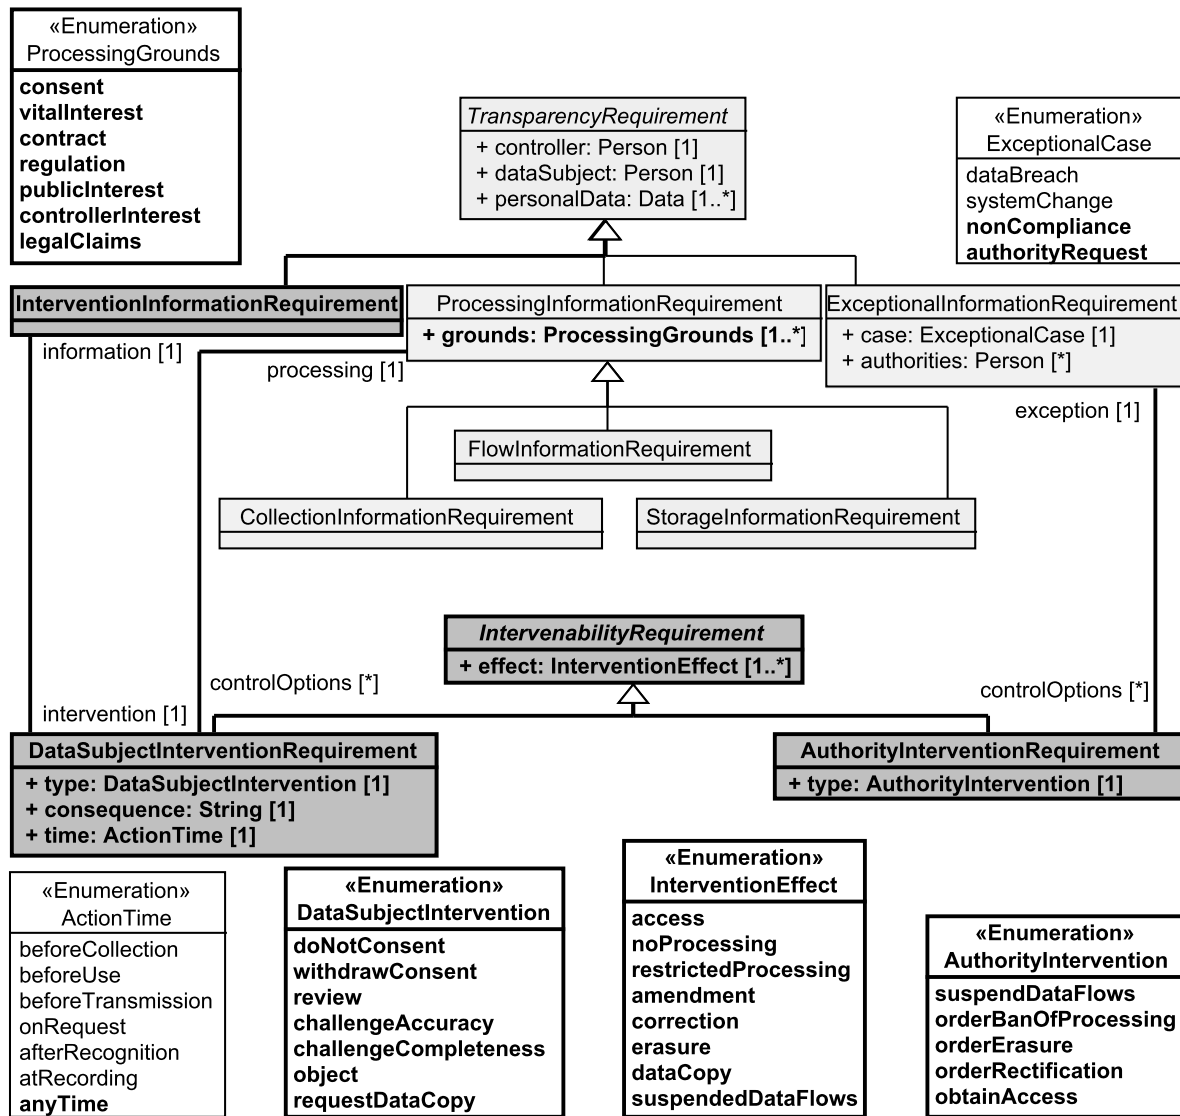 «Enumeration»
ProcessingGrounds
consent
vitalInterest
contract
regulation
publicInterest
controllerInterest
legalClaims
TransparencyRequirement
+ controller: Person [1]
+ dataSubject: Person [1]
+ personalData: Data [1..*]
«Enumeration»
ExceptionalCase
dataBreach
systemChange
nonCompliance
authorityRequest
InterventionInformationRequirement
ProcessingInformationRequirement
+ grounds: ProcessingGrounds [1..*]
ExceptionalInformationRequirement
+ case: ExceptionalCase [1]
+ authorities: Person [*]
information [1]
processing [1]
exception [1]
FlowInformationRequirement
CollectionInformationRequirement
StorageInformationRequirement
IntervenabilityRequirement
+ effect: InterventionEffect [1..*]
controlOptions [*]
controlOptions [*]
intervention [1]
DataSubjectInterventionRequirement
+ type: DataSubjectIntervention [1]
+ consequence: String [1]
+ time: ActionTime [1]
AuthorityInterventionRequirement
+ type: AuthorityIntervention [1]
«Enumeration»
ActionTime
beforeCollection
beforeUse
beforeTransmission
onRequest
afterRecognition
atRecording
anyTime
«Enumeration»
DataSubjectIntervention
doNotConsent
withdrawConsent
review
challengeAccuracy
challengeCompleteness
object
requestDataCopy
«Enumeration»
InterventionEffect
access
noProcessing
restrictedProcessing
amendment
correction
erasure
dataCopy
suspendedDataFlows
«Enumeration»
AuthorityIntervention
suspendDataFlows
orderBanOfProcessing
orderErasure
orderRectification
obtainAccess